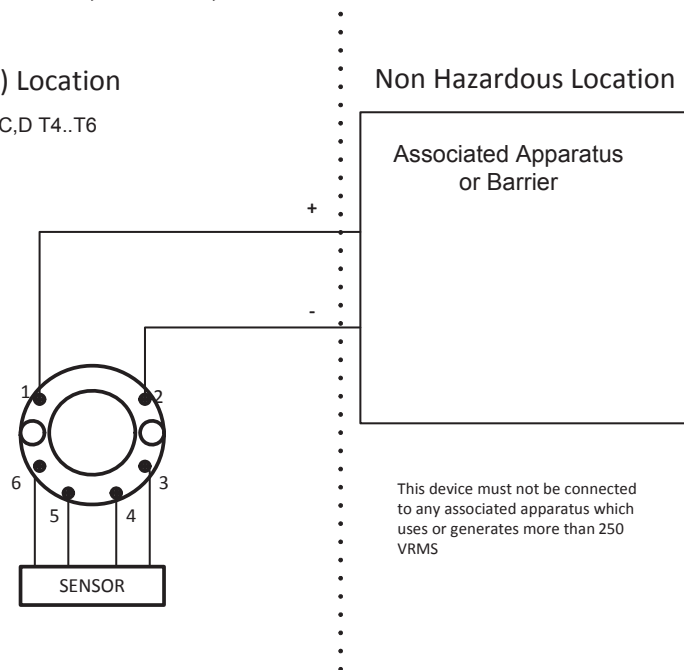 ) Location
C,D T4..T6
Non Hazardous Location
Associated Apparatus
or Barrier
+
-
1
2
6
3
5
4
SENSOR
This device must not be connected
to any associated apparatus which
uses or generates more than 250
VRMS